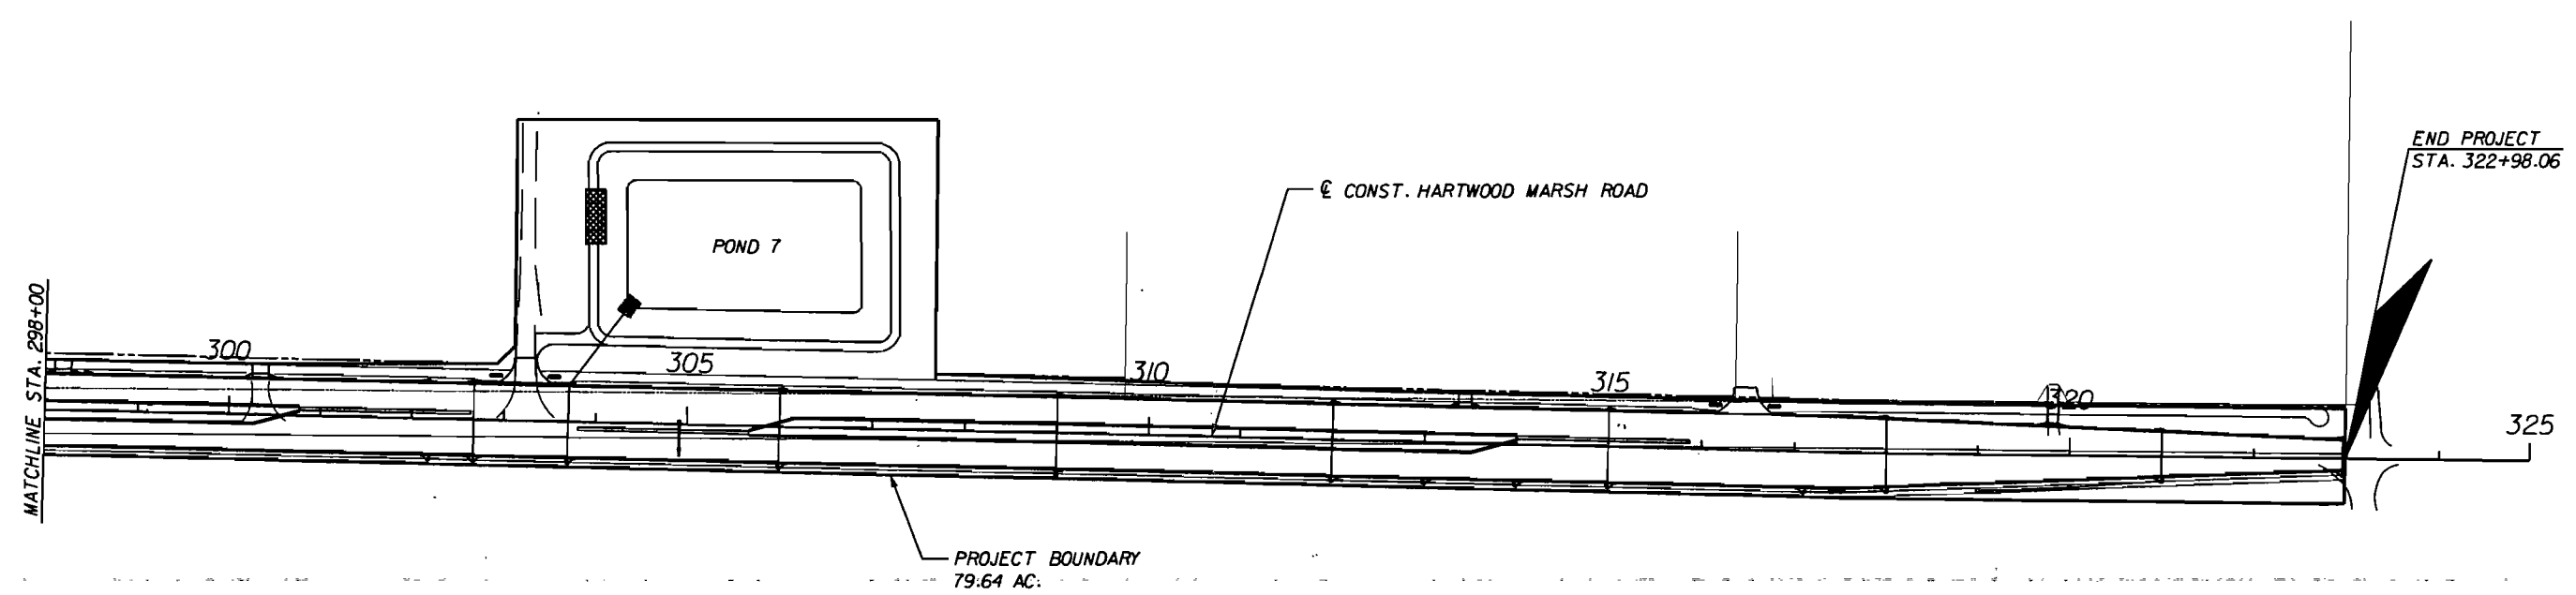 END PROJECT
STA. 322+98.06
℄ CONST. HARTWOOD MARSH ROAD
POND 7
MATCHLINE STA. 298+00
300
305
310
315
320
325
PROJECT BOUNDARY
79.64 AC.